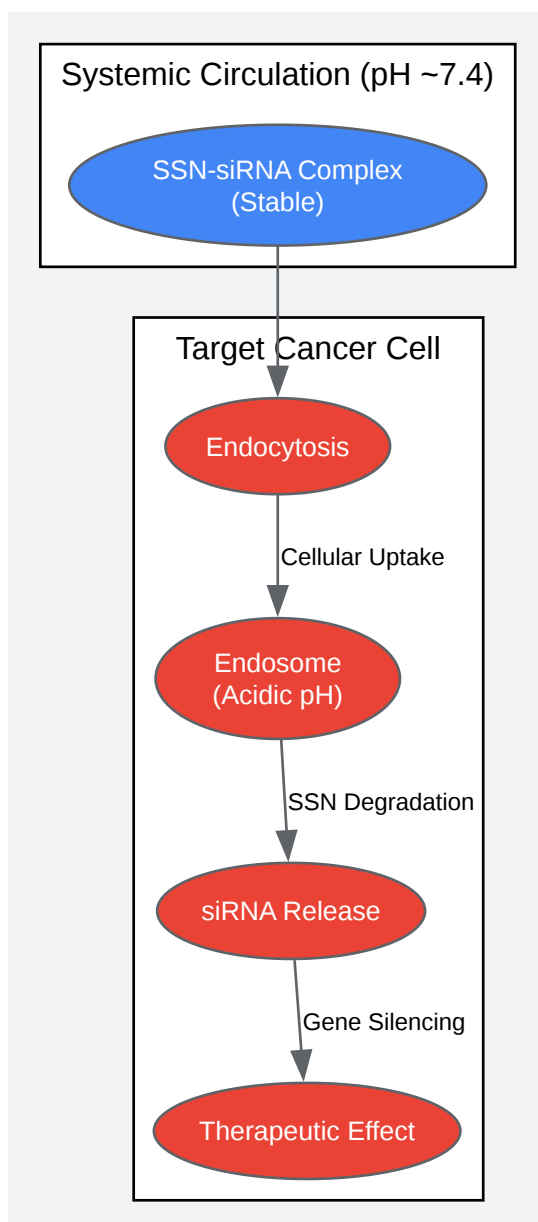 Systemic Circulation (pH ~7.4)
SSN-siRNA Complex
(Stable)
Target Cancer Cell
Endocytosis
Cellular Uptake
Endosome
(Acidic pH)
SSN Degradation
siRNA Release
Gene Silencing
Therapeutic Effect